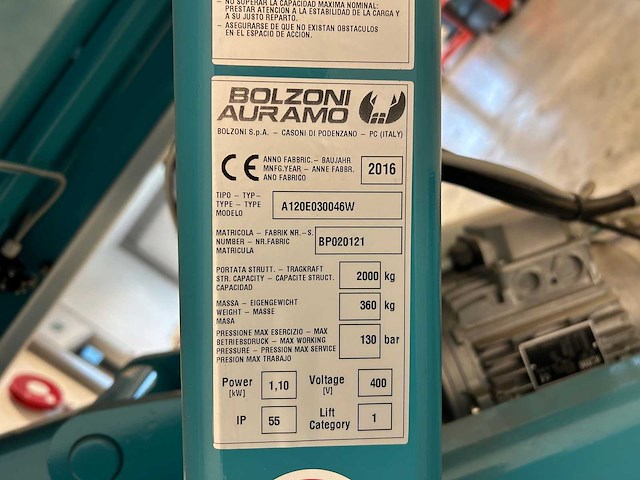 - NO SUPERAR LA CAPACIDAD MAXIMA NOMINAL:
PRESTAR ATENCION A LA ESTABILIDAD DE LA CARGA Y
A SU JUSTO REPARTO.
- ASEGURARSE DE QUE NO EXISTAN OBSTACULOS
EN EL ESPACIO DE ACCION.
BOLZONI
AURAMO
BOLZONI S.p.A. - CASONI DI PODENZANO - PC (ITALY)
CE
ANNO FABBRIC. - BAUJAHR
MNFG.YEAR - ANNE FABBR.
ANO FABRICO
2016
TIPO - TYP-
TYPE - TYPE
MODELO
A120E030046W
MATRICOLA - FABRIK NR.-S.
NUMBER - NR.FABRIC
MATRICULA
BP020121
PORTATA STRUTT. - TRAGKRAFT
STR. CAPACITY - CAPACITE STRUCT.
CAPACIDAD
2000 kg
MASSA - EIGENGEWICHT
WEIGHT - MASSE
MASA
360 kg
PRESSIONE MAX ESERCIZIO - MAX
BETRIEBSDRUCK - MAX WORKING
PRESSURE - PRESSION MAX SERVICE
PRESION MAX TRABAJO
130 bar
Power
[kW]
1,10
Voltage
[V]
400
IP
55
Lift
Category
1